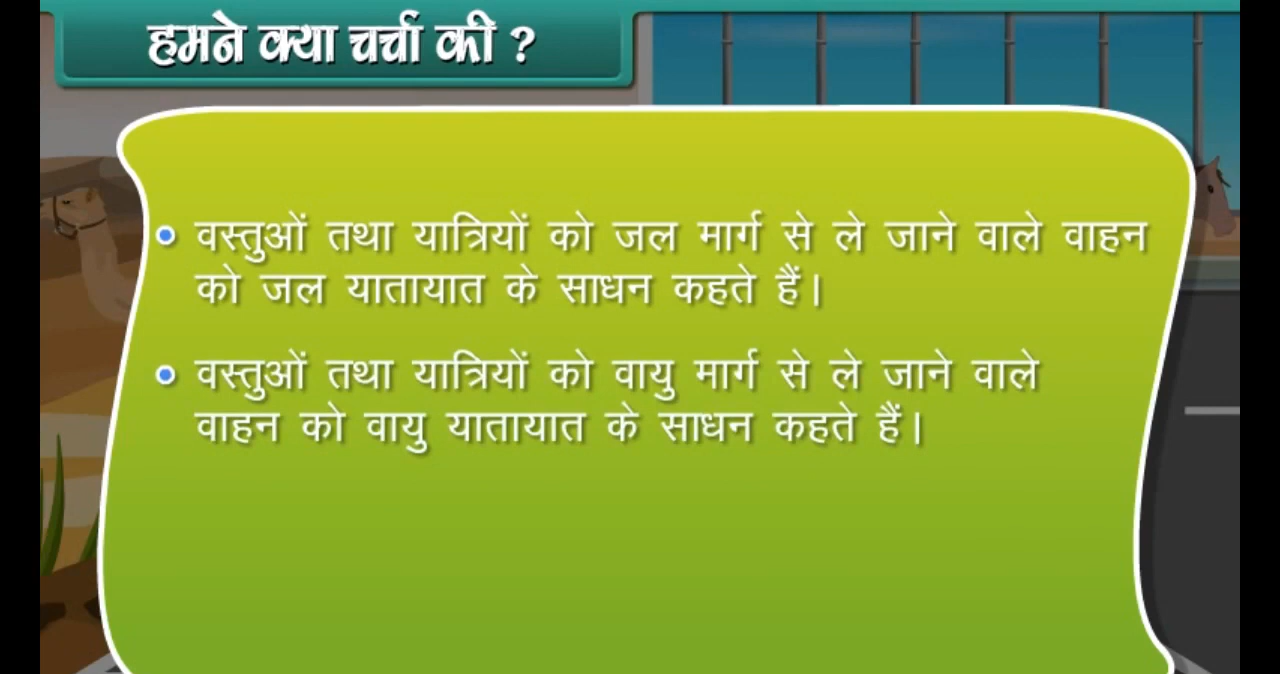 हमने क्या चर्चा की ?
वस्तुओं तथा यात्रियों को जल मार्ग से ले जाने वाले वाहन
को जल यातायात के साधन कहते हैं।
वस्तुओं तथा यात्रियों को वायु मार्ग से ले जाने वाले
वाहन को वायु यातायात के साधन कहते हैं।